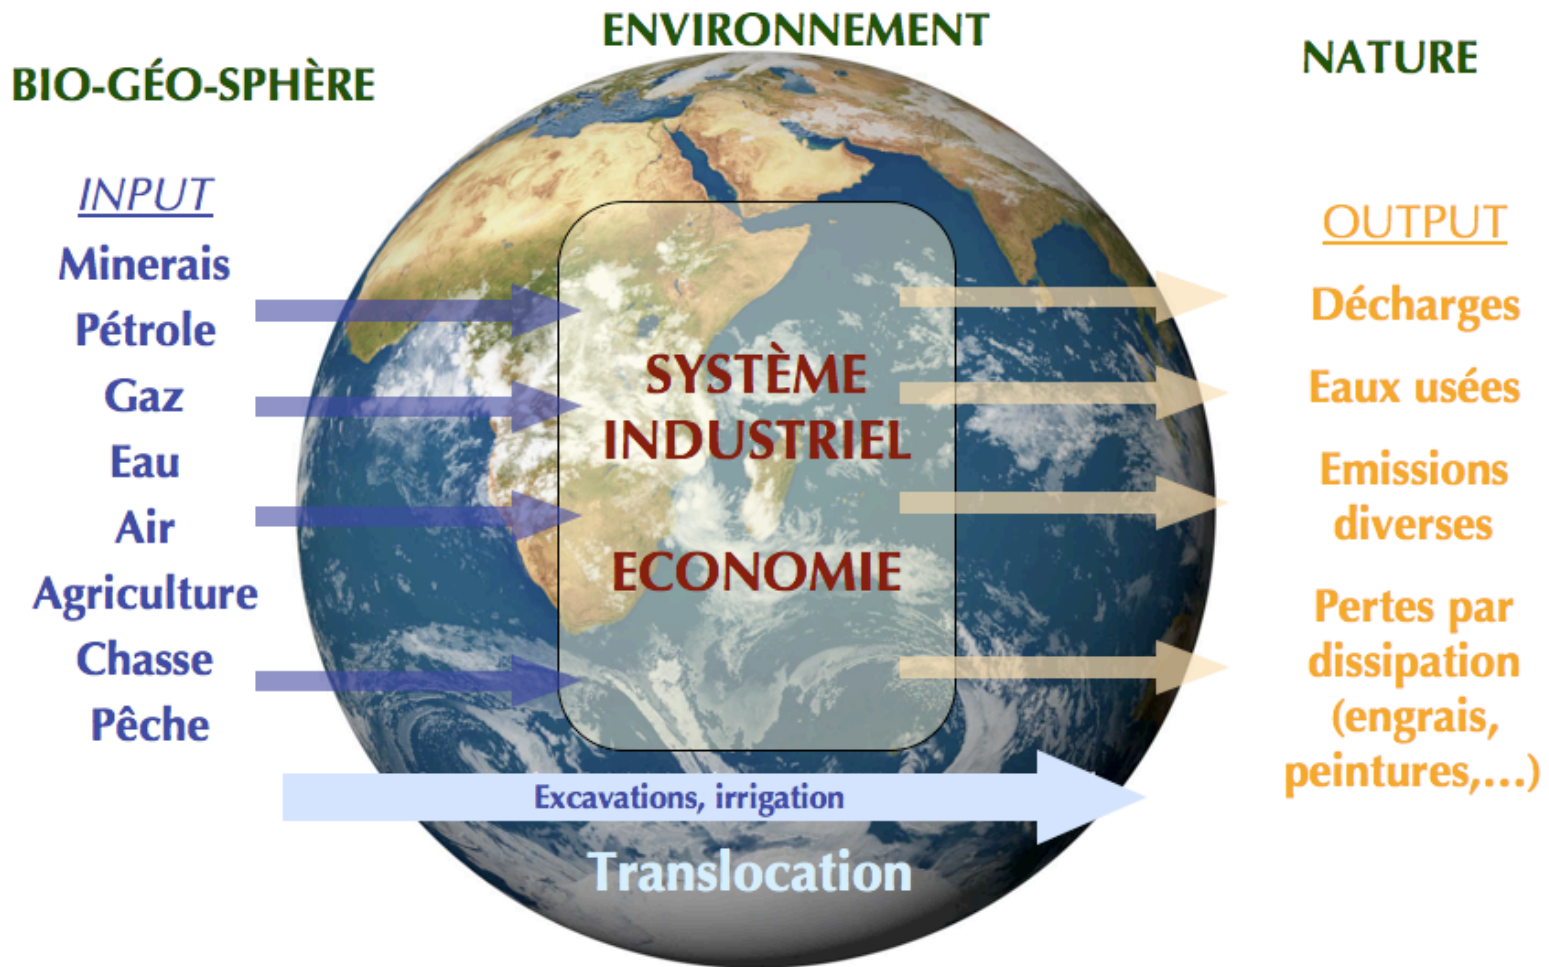 ENVIRONNEMENT
BIO-GÉO-SPHÈRE
NATURE
INPUT
Minerais
Pétrole
Gaz
Eau
Air
Agriculture
Chasse
Pêche
SYSTÈME
INDUSTRIEL
ECONOMIE
OUTPUT
Décharges
Eaux usées
Emissions
diverses
Pertes par
dissipation
(engrais,
peintures,…)
Excavations, irrigation
Translocation